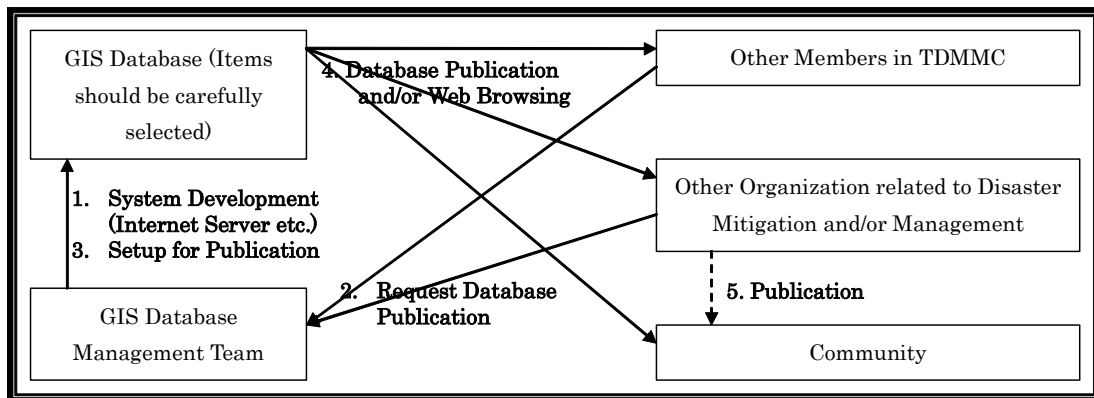 GIS Database (Items
should be carefully
selected)
Other Members in TDMMC
4. Database Publication
and/or Web Browsing
Other Organization related to Disaster
Mitigation and/or Management
1. System Development
(Internet Server etc.)
3. Setup for Publication
2. Request Database
Publication
5. Publication
GIS Database
Management Team
Community